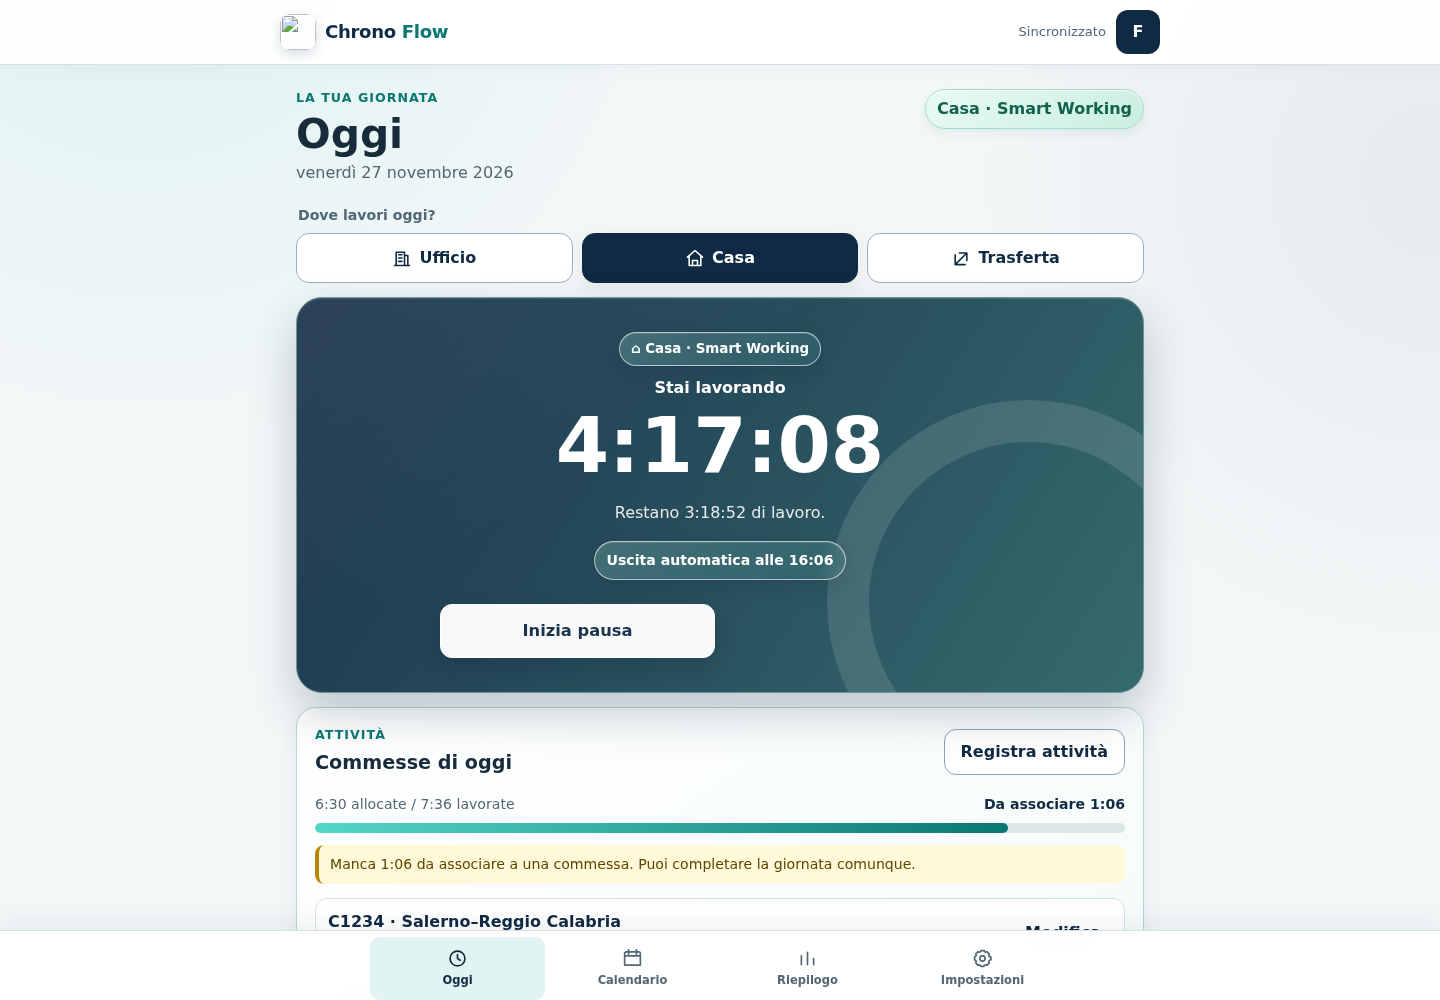 Chrono Flow
Sincronizzato
F
LA TUA GIORNATA
Oggi
venerdì 27 novembre 2026
Casa · Smart Working
Dove lavori oggi?
Ufficio
Casa
Trasferta
⌂ Casa · Smart Working
Stai lavorando
4:17:08
Restano 3:18:52 di lavoro.
Uscita automatica alle 16:06
Inizia pausa
ATTIVITÀ
Commesse di oggi
Registra attività
6:30 allocate / 7:36 lavorate
Da associare 1:06
Manca 1:06 da associare a una commessa. Puoi completare la giornata comunque.
C1234 · Salerno–Reggio Calabria
Modifica
Oggi
Calendario
Riepilogo
Impostazioni